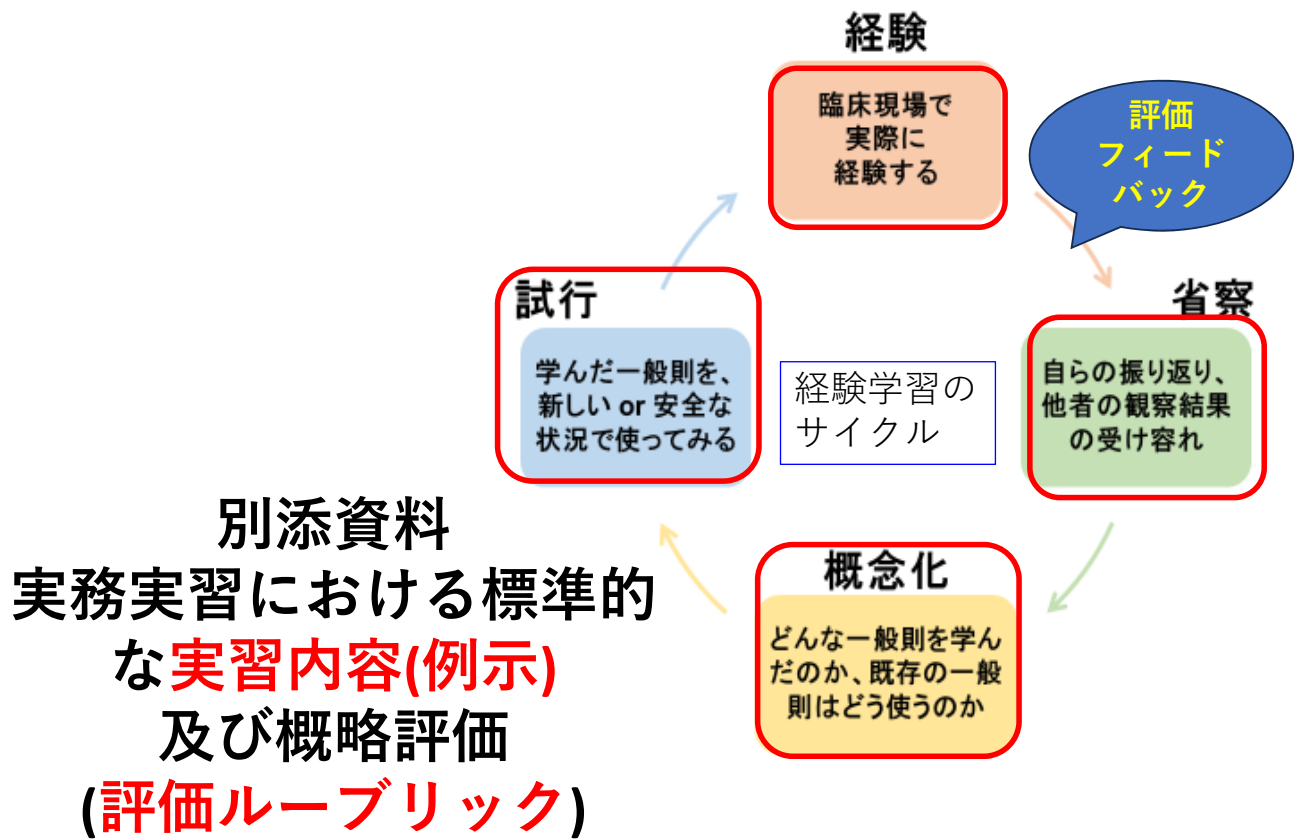 経験
臨床現場で
実際に
経験する
評価
フィード
バック
省察
自らの振り返り、
他者の観察結果
の受け容れ
概念化
どんな一般則を学ん
だのか、既存の一般
則はどう使うのか
試行
学んだ一般則を、
新しい or 安全な
状況で使ってみる
経験学習の
サイクル
別添資料
実務実習における標準的
な実習内容(例示)
及び概略評価
(評価ルーブリック)